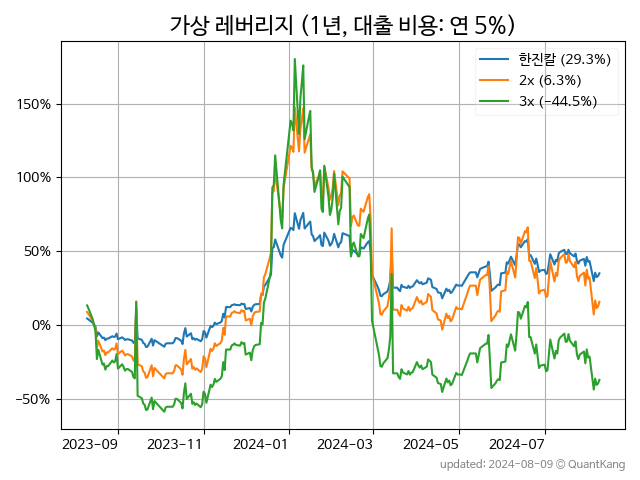 가상 레버리지 (1년, 대출 비용: 연 5%)
한진칼 (29.3%)
2x (6.3%)
3x (−44.5%)
150%
100%
50%
0%
−50%
2023-09
2023-11
2024-01
2024-03
2024-05
2024-07
updated: 2024-08-09 © QuantKang